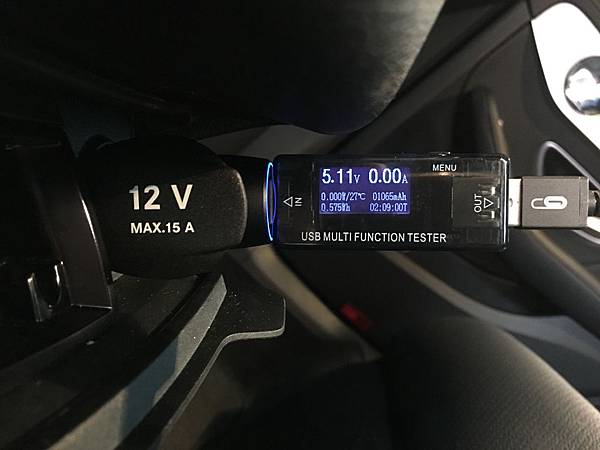 12 V
MAX.15 A
MENU
5.11V 0.00A
0.000W/27℃ 01065mAh
0.575Wh 02:09:00T
IN
OUT
USB MULTI FUNCTION TESTER